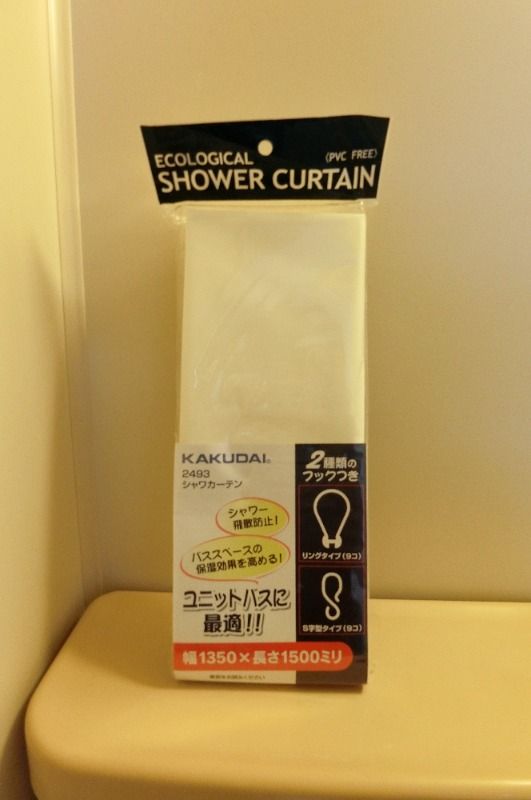 ECOLOGICAL
(PVC FREE)
SHOWER CURTAIN
KAKUDAI®
2493
シャワカーテン
2種類の
フックつき
シャワー
飛散防止!
バススペースの
保湿効果を高める!
リングタイプ(9コ)
ユニットバスに
最適!!
S字型タイプ(9コ)
幅1350×長さ1500ミリ